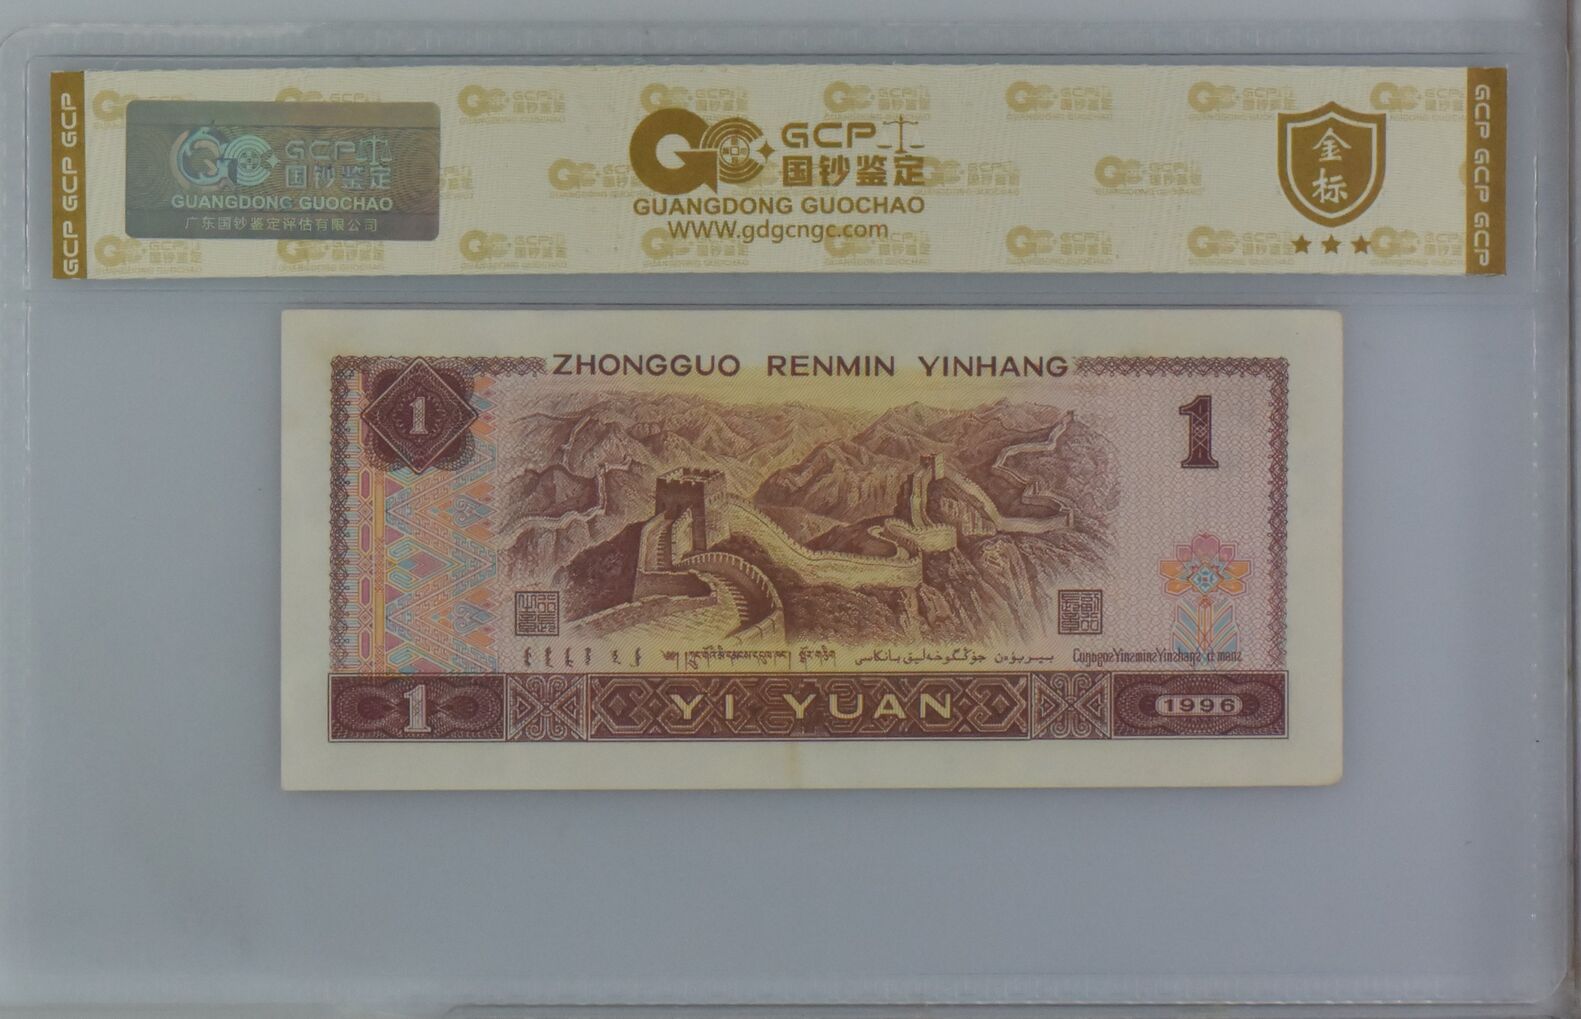 GCP GCP GCP
GCP
国钞鉴定
GUANGDONG GUOCHAO
广东国钞鉴定评估有限公司
GCP
国钞鉴定
GUANGDONG GUOCHAO
WWW.gdgcngc.com
金标
GCP GCP GCP
ZHONGGUO RENMIN YINHANG
1
1
1
YI YUAN
1996